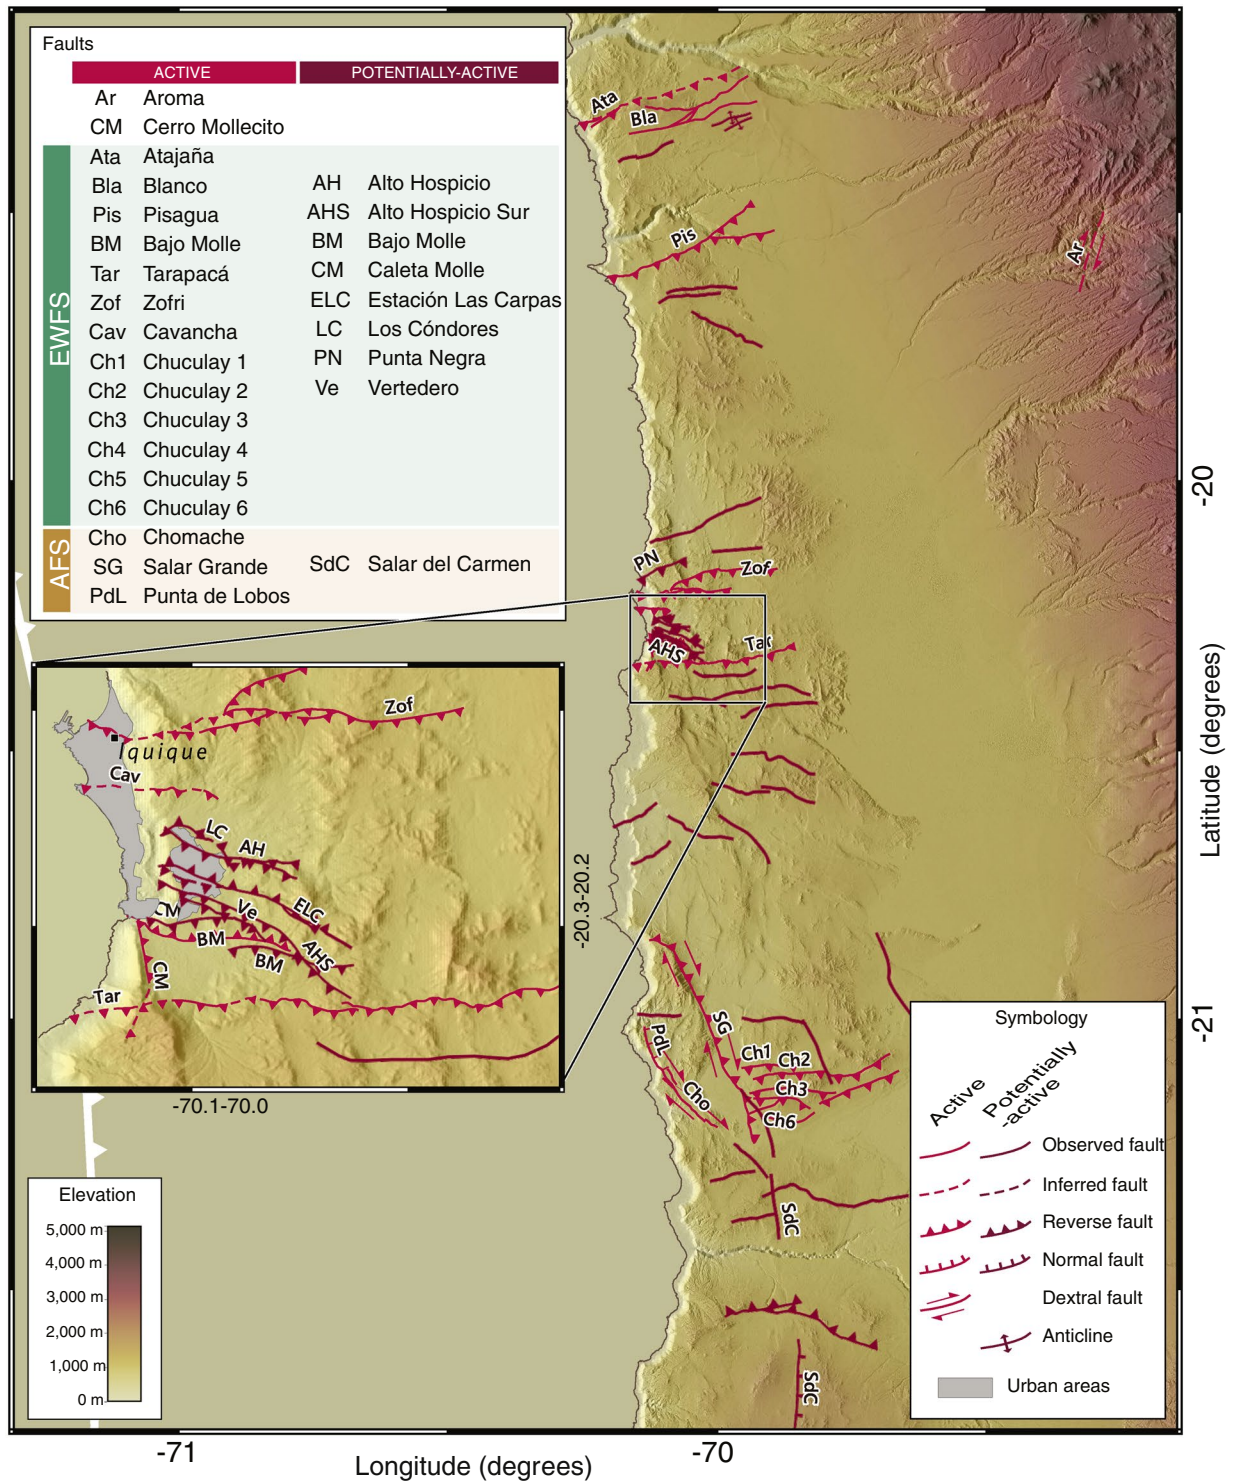 Faults
ACTIVE POTENTIALLY-ACTIVE
Ar Aroma
CM Cerro Mollecito
EWFS
Ata Atajaña
Bla Blanco
Pis Pisagua
BM Bajo Molle
Tar Tarapacá
Zof Zofri
Cav Cavancha
Ch1 Chuculay 1
Ch2 Chuculay 2
Ch3 Chuculay 3
Ch4 Chuculay 4
Ch5 Chuculay 5
Ch6 Chuculay 6
AH Alto Hospicio
AHS Alto Hospicio Sur
BM Bajo Molle
CM Caleta Molle
ELC Estación Las Carpas
LC Los Cóndores
PN Punta Negra
Ve Vertedero
AFS
Cho Chomache
SG Salar Grande
PdL Punta de Lobos
SdC Salar del Carmen
Ata
Bla
Pis
Ar
PN
Zof
AHS
Tar
SG
PdL
Cho
Ch1
Ch2
Ch3
Ch6
SdC
SdC
Zof
Iquique
Cav
LC
AH
CM
Ve
ELC
BM
BM
AHS
CM
Tar
-20.3-20.2
-70.1-70.0
Elevation
5,000 m
4,000 m
3,000 m
2,000 m
1,000 m
0 m
Symbology
Active
Potentially
-active
Observed fault
Inferred fault
Reverse fault
Normal fault
Dextral fault
Anticline
Urban areas
-20
-21
Latitude (degrees)
-71
-70
Longitude (degrees)